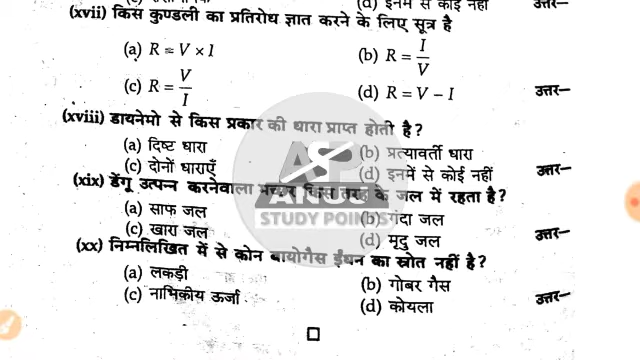 (d) इनमें से कोई नहीं उत्तर–
(xvii) किस कुण्डली का प्रतिरोध ज्ञात करने के लिए सूत्र है
(a) R = V × I (b) R = I/V
(c) R = V/I (d) R = V – I उत्तर–
(xviii) डायनेमो से किस प्रकार की धारा प्राप्त होती है?
(a) दिष्ट धारा (b) प्रत्यावर्ती धारा
(c) दोनों धाराएँ (d) इनमें से कोई नहीं उत्तर–
(xix) डेंगू उत्पन्न करनेवाला मच्छर किस तरह के जल में रहता है?
(a) साफ जल (b) गंदा जल
(c) खारा जल (d) मृदु जल उत्तर–
(xx) निम्नलिखित में से कौन बायोगैस ईंधन का स्रोत नहीं है?
(a) लकड़ी (b) गोबर गैस
(c) नाभिकीय ऊर्जा (d) कोयला उत्तर–
ASP
STUDY POINTS